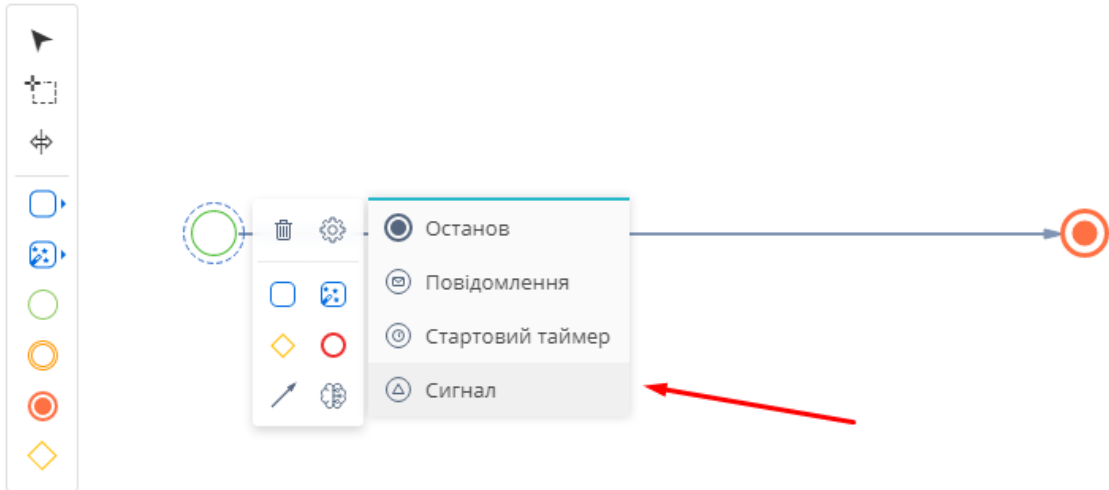 Останов
Повідомлення
Стартовий таймер
Сигнал